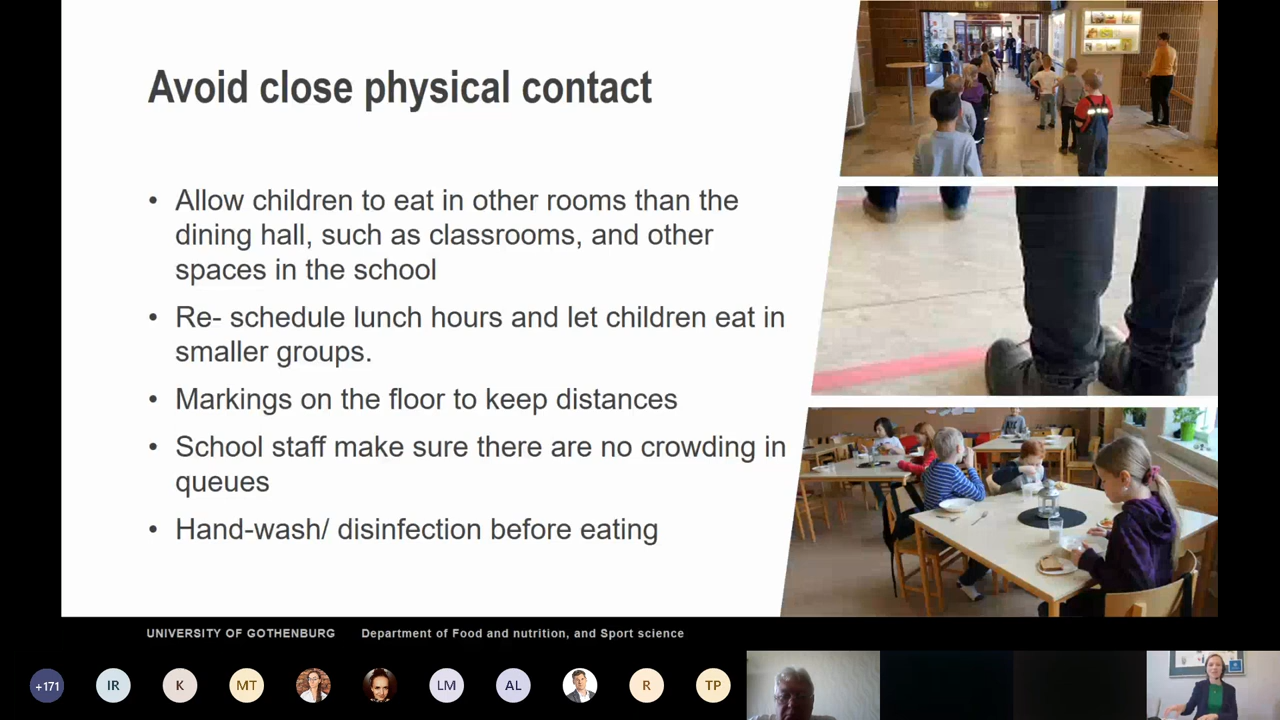 Avoid close physical contact
• Allow children to eat in other rooms than the
dining hall, such as classrooms, and other
spaces in the school
• Re- schedule lunch hours and let children eat in
smaller groups.
• Markings on the floor to keep distances
• School staff make sure there are no crowding in
queues
• Hand-wash/ disinfection before eating
UNIVERSITY OF GOTHENBURG Department of Food and nutrition, and Sport science
+171 IR K MT LM AL R TP